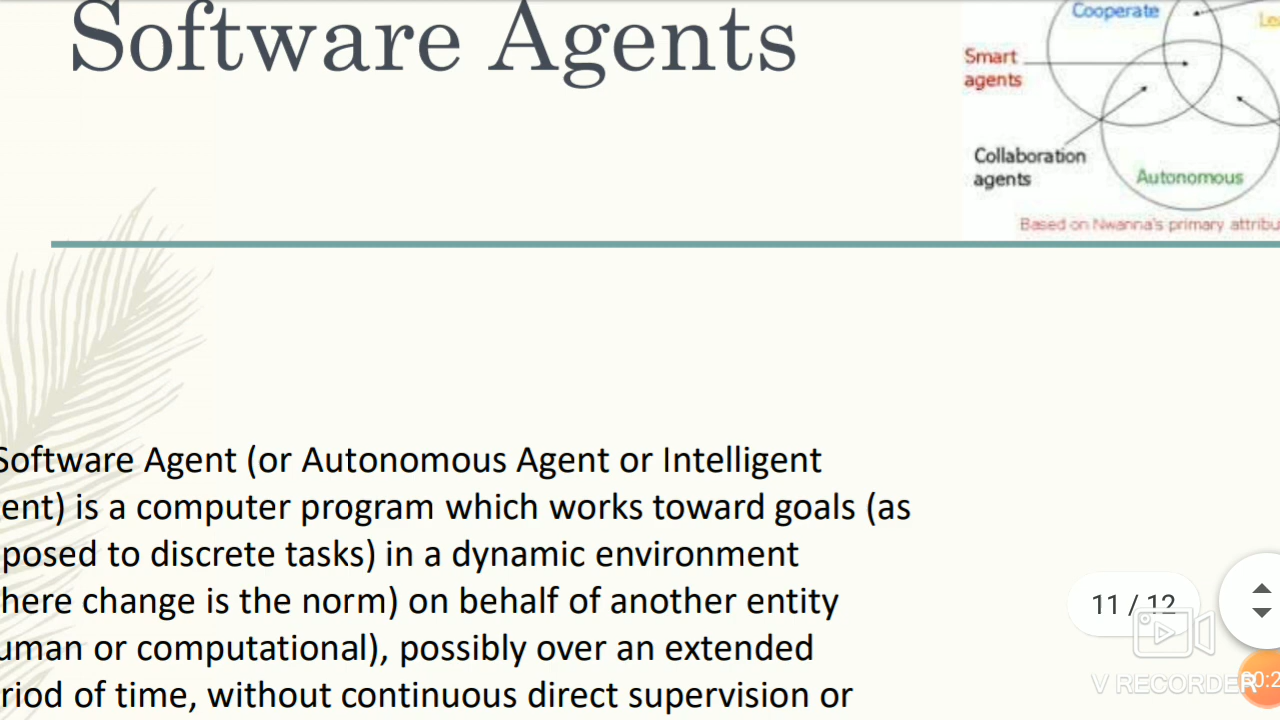 Software Agents
Cooperate
Smart
agents
Collaboration
agents
Autonomous
Based on Nwanna's primary
Software Agent (or Autonomous Agent or Intelligent
ent) is a computer program which works toward goals (as
posed to discrete tasks) in a dynamic environment
here change is the norm) on behalf of another entity
uman or computational), possibly over an extended
riod of time, without continuous direct supervision or
11 / 12
V RECORDER